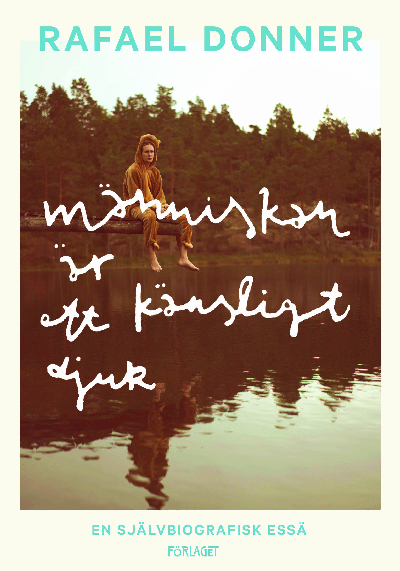 RAFAEL DONNER
människan
är
ett känsligt
djur
EN SJÄLVBIOGRAFISK ESSÄ
FÖRLAGET